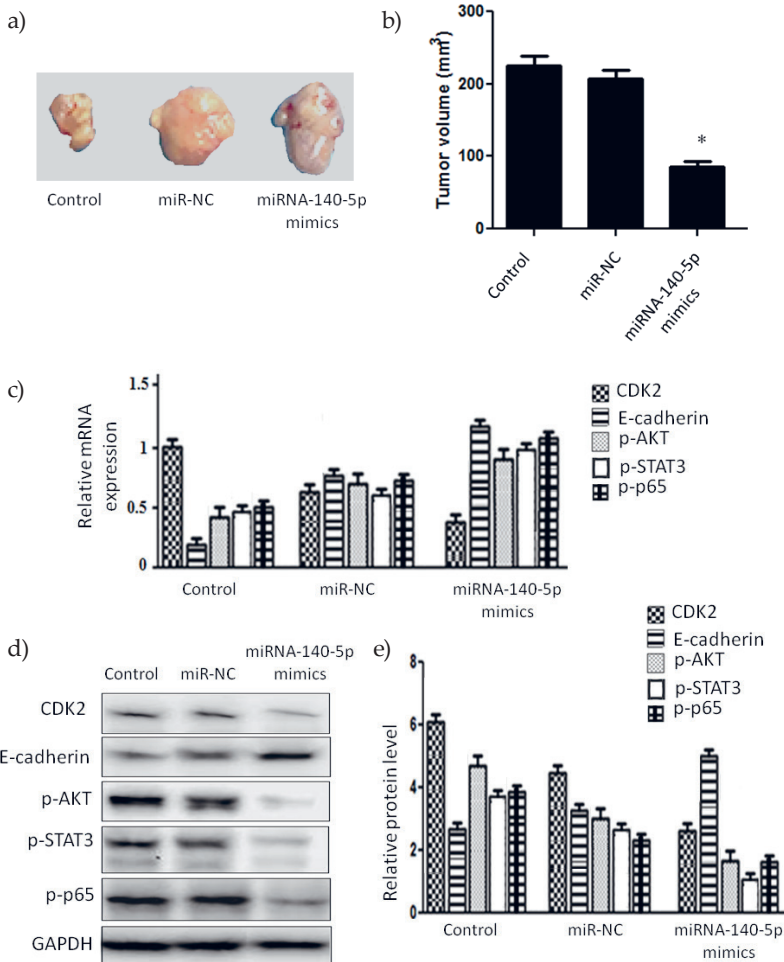 a)
Control miR-NC miRNA-140-5p
mimics
b)
Tumor volume (mm³)
300
200
100
0
*
Control
miR-NC
miRNA-140-5p
mimics
c)
Relative mRNA
expression
1.5
1
0.5
0
Control miR-NC miRNA-140-5p
mimics
CDK2
E-cadherin
p-AKT
p-STAT3
p-p65
d)
Control miR-NC miRNA-140-5p
mimics
CDK2
E-cadherin
p-AKT
p-STAT3
p-p65
GAPDH
e)
CDK2
E-cadherin
p-AKT
p-STAT3
p-p65
Relative protein level
8
6
4
2
0
Control miR-NC miRNA-140-5p
mimics